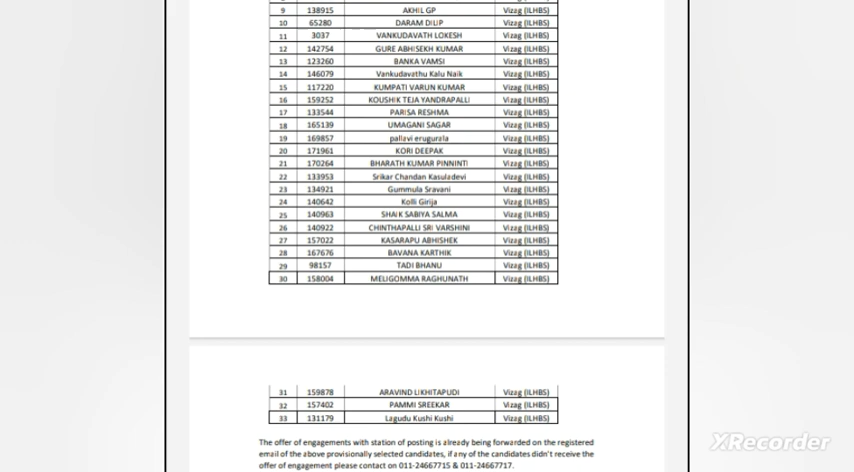 9 138915 AKHIL GP Vizag (ILHBS)
10 65280 DARAM DILIP Vizag (ILHBS)
11 3037 VANKUDAVATH LOKESH Vizag (ILHBS)
12 142754 GURE ABHISEKH KUMAR Vizag (ILHBS)
13 123260 BANKA VAMSI Vizag (ILHBS)
14 146079 Vankudavathu Kalu Naik Vizag (ILHBS)
15 117220 KUMPATI VARUN KUMAR Vizag (ILHBS)
16 159252 KOUSHIK TEJA YANDRAPALLI Vizag (ILHBS)
17 133544 PARISA RESHMA Vizag (ILHBS)
18 165139 UMAGANI SAGAR Vizag (ILHBS)
19 169857 pallavi erugurala Vizag (ILHBS)
20 171961 KORI DEEPAK Vizag (ILHBS)
21 170264 BHARATH KUMAR PINNINTI Vizag (ILHBS)
22 133953 Srikar Chandan Kasuladevi Vizag (ILHBS)
23 134921 Gummula Sravani Vizag (ILHBS)
24 140642 Kolli Girija Vizag (ILHBS)
25 140963 SHAIK SABIYA SALMA Vizag (ILHBS)
26 140922 CHINTHAPALLI SRI VARSHINI Vizag (ILHBS)
27 157022 KASARAPU ABHISHEK Vizag (ILHBS)
28 167676 BAVANA KARTHIK Vizag (ILHBS)
29 98157 TADI BHANU Vizag (ILHBS)
30 158004 MELIGOMMA RAGHUNATH Vizag (ILHBS)
31 159878 ARAVIND LIKHITAPUDI Vizag (ILHBS)
32 157402 PAMMI SREEKAR Vizag (ILHBS)
33 131179 Lagudu Kushi Kushi Vizag (ILHBS)
The offer of engagements with station of posting is already being forwarded on the registered
email of the above provisionally selected candidates, if any of the candidates didn't receive the
offer of engagement please contact on 011-24667715 & 011-24667717.
XRecorder